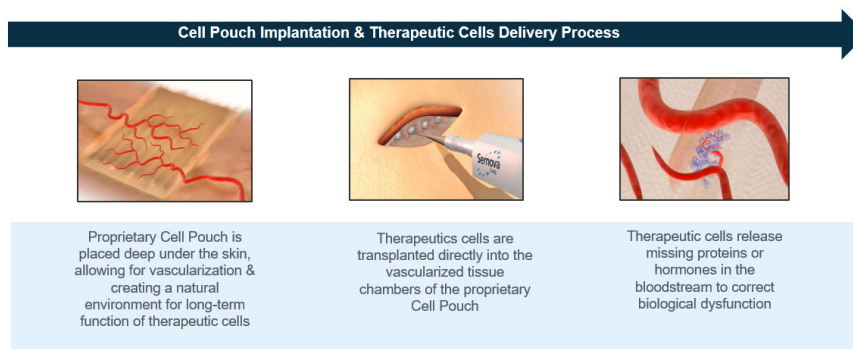 Cell Pouch Implantation & Therapeutic Cells Delivery Process
Sernova
Proprietary Cell Pouch is
placed deep under the skin,
allowing for vascularization &
creating a natural
environment for long-term
function of therapeutic cells
Therapeutics cells are
transplanted directly into the
vascularized tissue
chambers of the proprietary
Cell Pouch
Therapeutic cells release
missing proteins or
hormones in the
bloodstream to correct
biological dysfunction